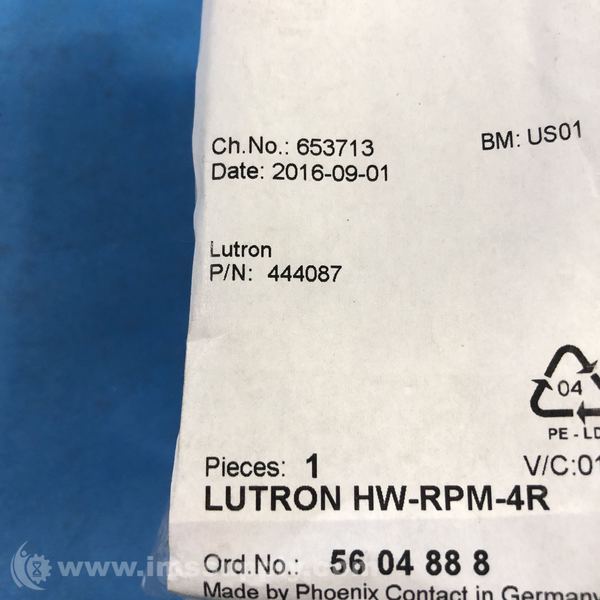 Ch.No.: 653713
BM: US01
Date: 2016-09-01
Lutron
P/N: 444087
04
PE - LD
Pieces: 1
V/C:01
LUTRON HW-RPM-4R
Ord.No.: 56 04 88 8
Made by Phoenix Contact in Germany